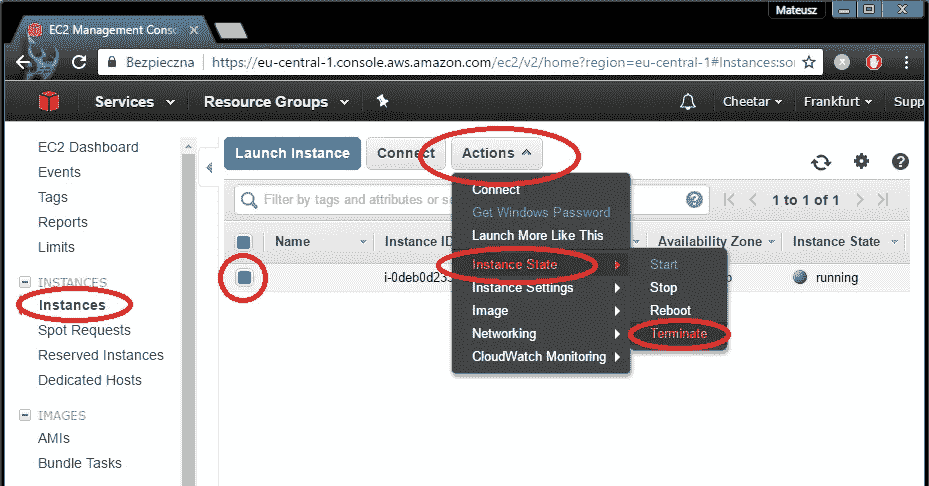 Mateusz
EC2 Management Conso
Bezpieczna https://eu-central-1.console.aws.amazon.com/ec2/v2/home?region=eu-central-1#Instances:so
Services Resource Groups Cheetar Frankfurt Supp
EC2 Dashboard
Events
Tags
Reports
Limits
INSTANCES
Instances
Spot Requests
Reserved Instances
Dedicated Hosts
IMAGES
AMIs
Bundle Tasks
Launch Instance Connect Actions
Filter by tags and attributes or se
1 to 1 of 1
Name Instance ID Availability Zone Instance State
i-0deb0d23 running
Connect
Get Windows Password
Launch More Like This
Instance State
Instance Settings
Image
Networking
CloudWatch Monitoring
Start
Stop
Reboot
Terminate